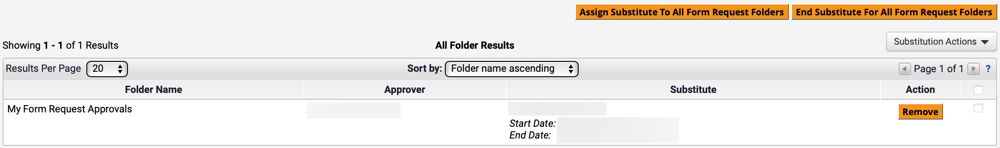 Assign Substitute To All Form Request Folders End Substitute For All Form Request Folders
Showing 1 - 1 of 1 Results All Folder Results Substitution Actions
Results Per Page 20 Sort by: Folder name ascending Page 1 of 1 ?
Folder Name Approver Substitute Action
My Form Request Approvals Remove
Start Date:
End Date: